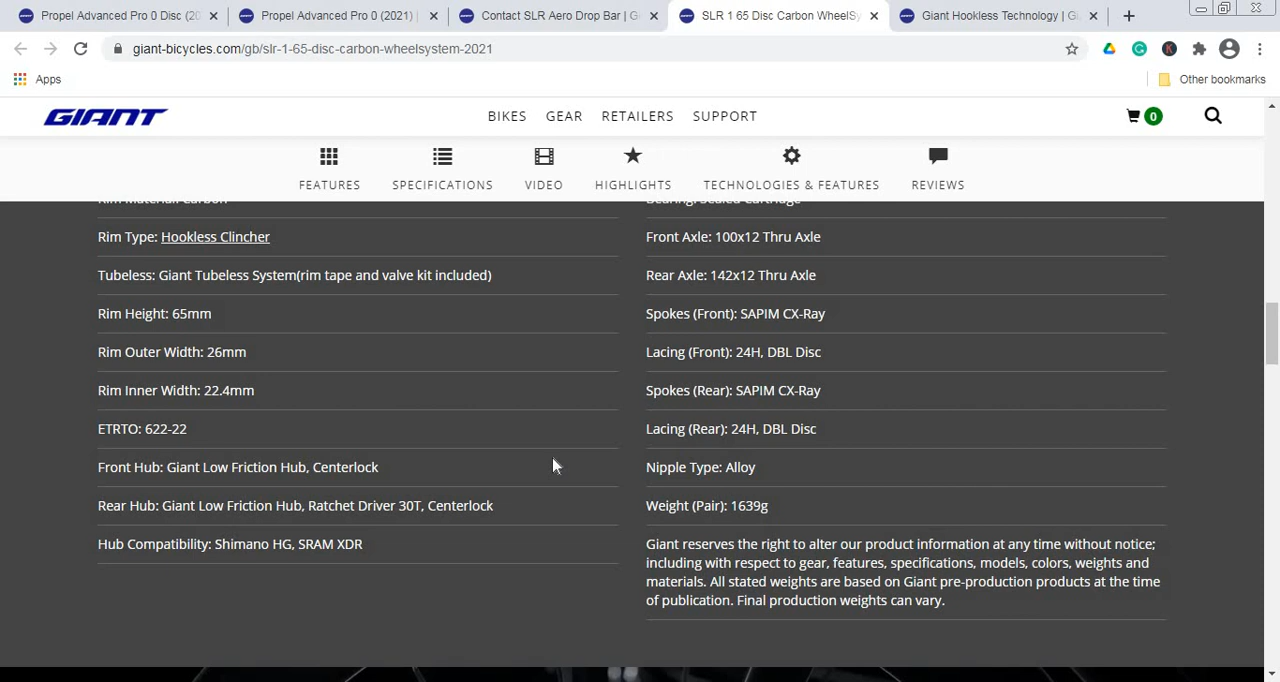 Propel Advanced Pro 0 Disc (20
Propel Advanced Pro 0 (2021) |
Contact SLR Aero Drop Bar | Gi
SLR 1 65 Disc Carbon WheelSy
Giant Hookless Technology | Gi
giant-bicycles.com/gb/slr-1-65-disc-carbon-wheelsystem-2021
Apps
Other bookmarks
GIANT
BIKES GEAR RETAILERS SUPPORT
0
FEATURES SPECIFICATIONS VIDEO HIGHLIGHTS TECHNOLOGIES & FEATURES REVIEWS
Rim Material: Carbon
Rim Type: Hookless Clincher
Tubeless: Giant Tubeless System(rim tape and valve kit included)
Rim Height: 65mm
Rim Outer Width: 26mm
Rim Inner Width: 22.4mm
ETRTO: 622-22
Front Hub: Giant Low Friction Hub, Centerlock
Rear Hub: Giant Low Friction Hub, Ratchet Driver 30T, Centerlock
Hub Compatibility: Shimano HG, SRAM XDR
Bearing: Sealed Cartridge
Front Axle: 100x12 Thru Axle
Rear Axle: 142x12 Thru Axle
Spokes (Front): SAPIM CX-Ray
Lacing (Front): 24H, DBL Disc
Spokes (Rear): SAPIM CX-Ray
Lacing (Rear): 24H, DBL Disc
Nipple Type: Alloy
Weight (Pair): 1639g
Giant reserves the right to alter our product information at any time without notice;
including with respect to gear, features, specifications, models, colors, weights and
materials. All stated weights are based on Giant pre-production products at the time
of publication. Final production weights can vary.